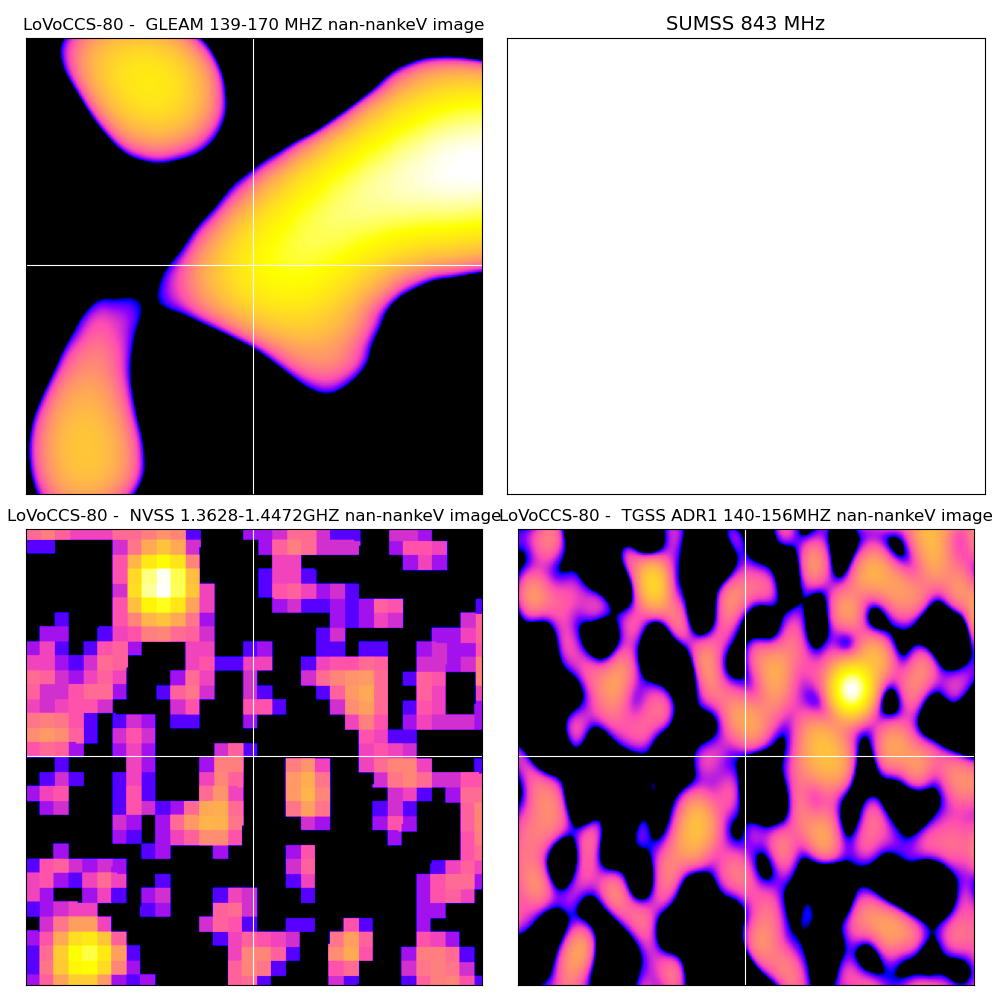 LoVoCCS-80 - GLEAM 139-170 MHZ nan-nankeV image
SUMSS 843 MHz
LoVoCCS-80 - NVSS 1.3628-1.4472GHZ nan-nankeV image
LoVoCCS-80 - TGSS ADR1 140-156MHZ nan-nankeV image